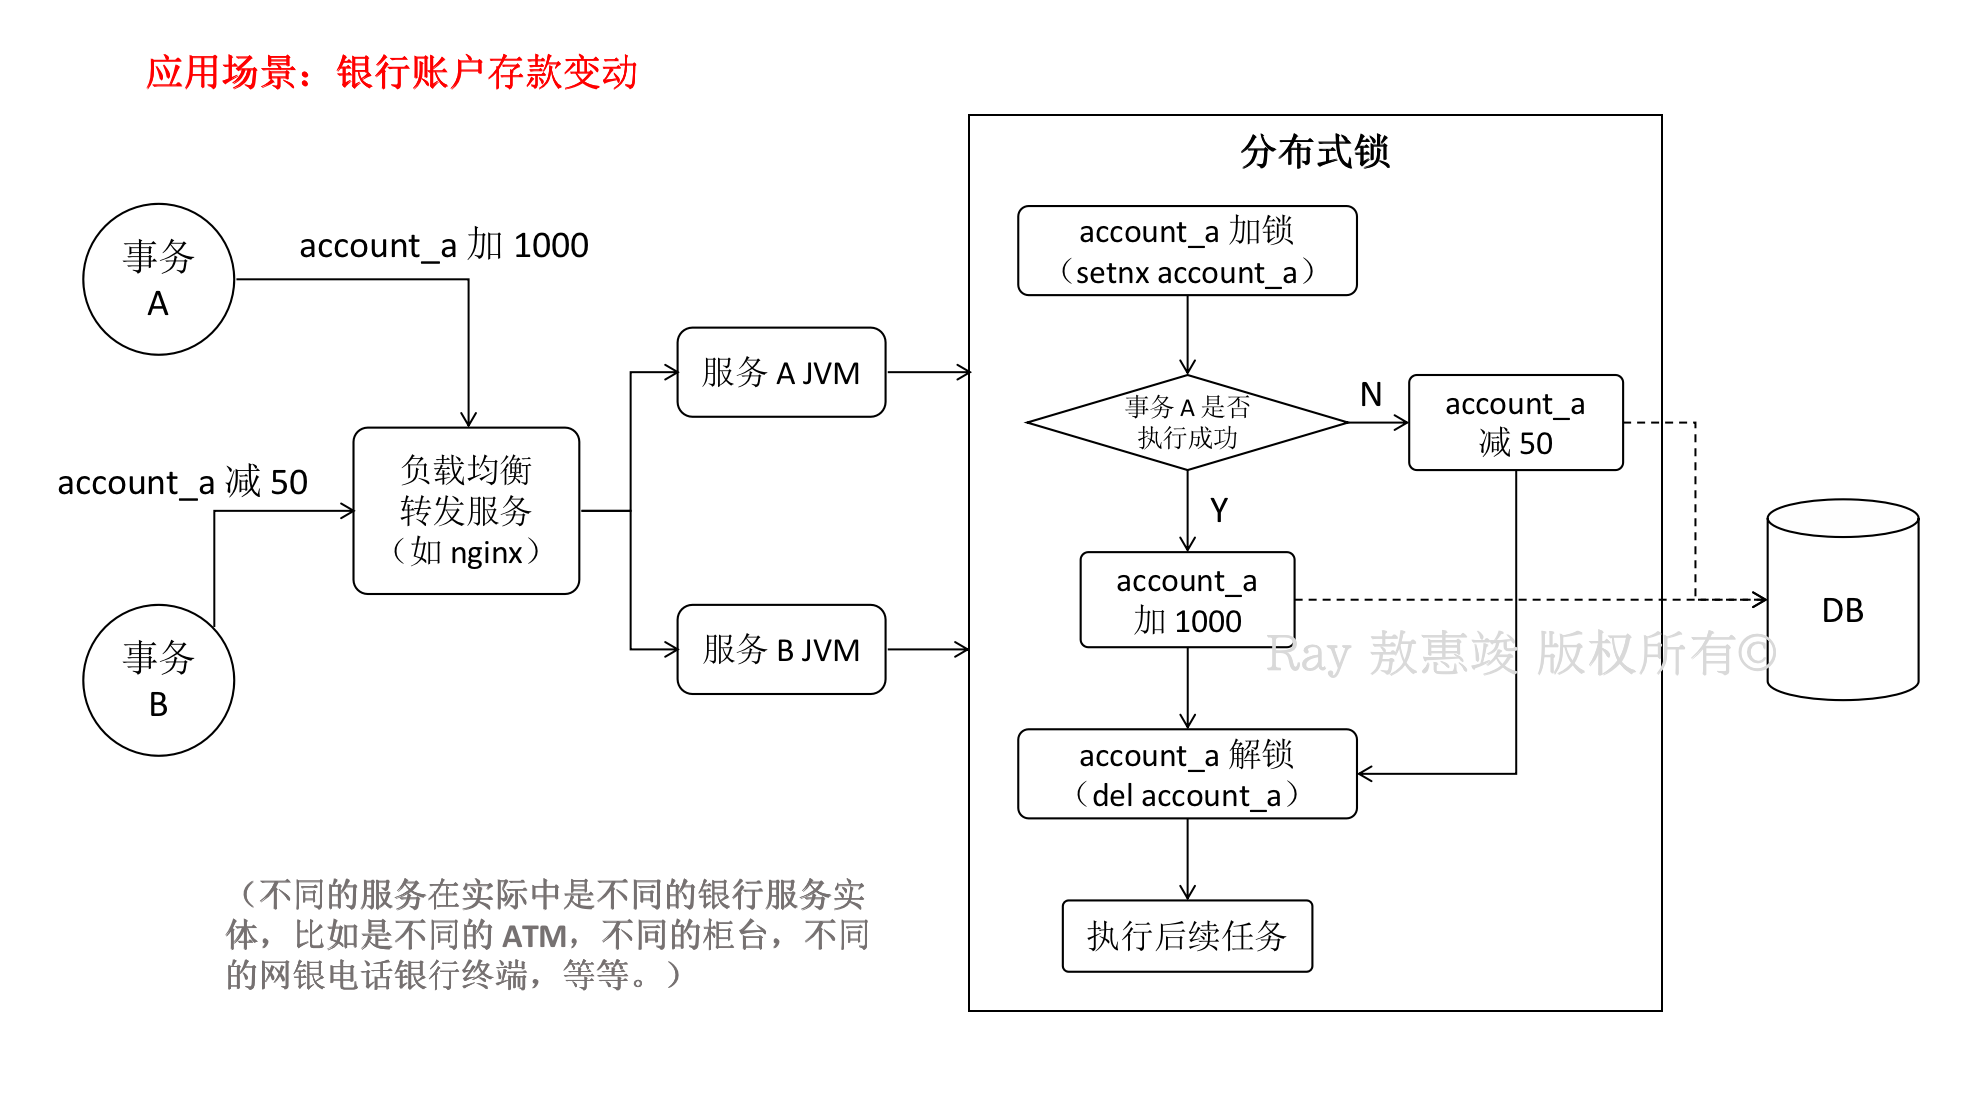 应用场景：银行账户存款变动
分布式锁
事务
A
account_a 加 1000
account_a 减 50
事务
B
负载均衡
转发服务
（如 nginx）
服务 A JVM
服务 B JVM
account_a 加锁
（setnx account_a）
事务 A 是否
执行成功
N
account_a
减 50
Y
account_a
加 1000
DB
Ray 敖惠竣 版权所有©
account_a 解锁
（del account_a）
执行后续任务
（不同的服务在实际中是不同的银行服务实
体，比如是不同的 ATM，不同的柜台，不同
的网银电话银行终端，等等。）